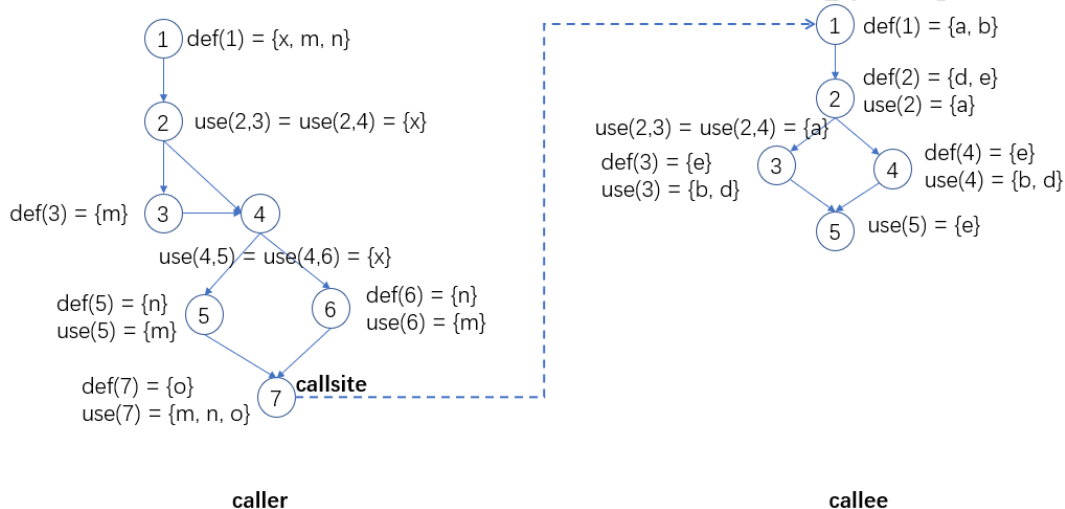 1 def(1) = {x, m, n}
2 use(2,3) = use(2,4) = {x}
def(3) = {m} 3 4
use(4,5) = use(4,6) = {x}
def(5) = {n}
use(5) = {m}
5
6
def(6) = {n}
use(6) = {m}
def(7) = {o}
use(7) = {m, n, o}
7
callsite
caller
1 def(1) = {a, b}
2
def(2) = {d, e}
use(2) = {a}
use(2,3) = use(2,4) = {a}
def(3) = {e}
use(3) = {b, d}
3
4
def(4) = {e}
use(4) = {b, d}
5 use(5) = {e}
callee